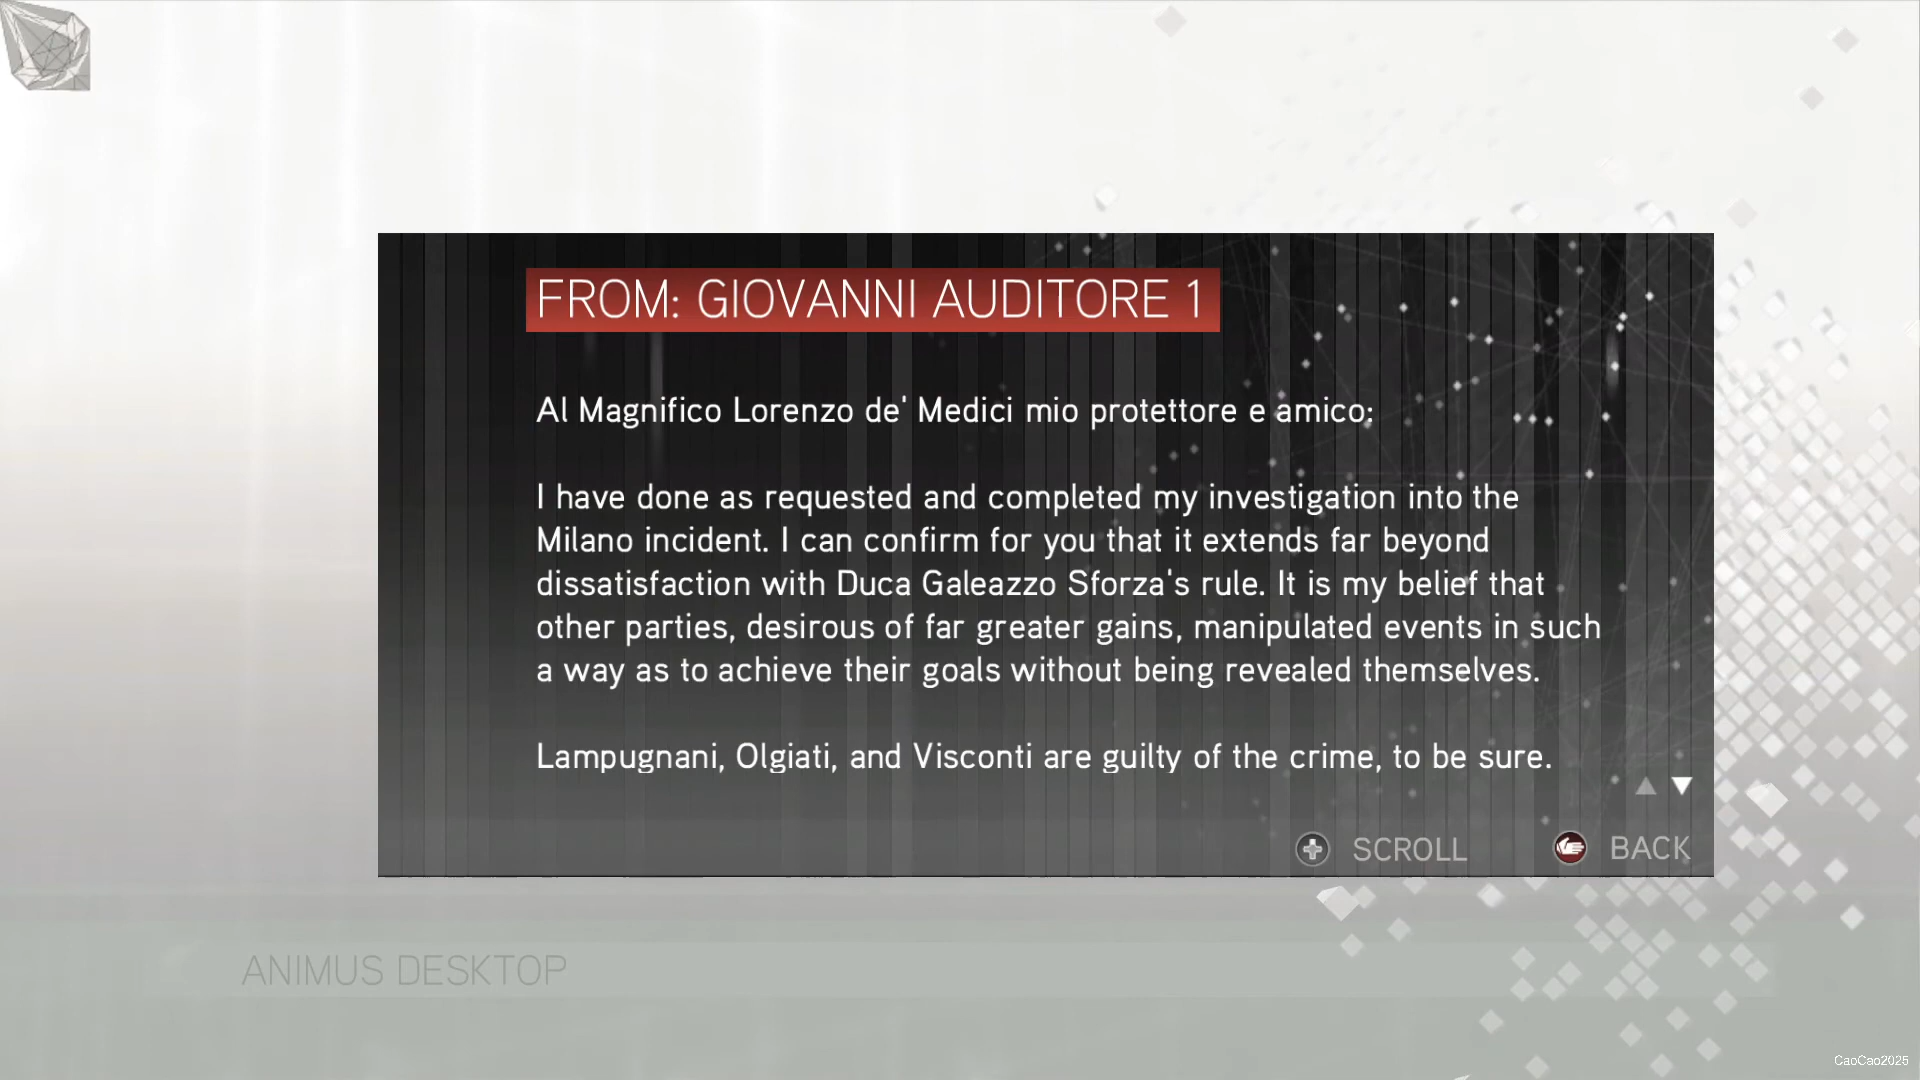 FROM: GIOVANNI AUDITORE 1
Al Magnifico Lorenzo de' Medici mio protettore e amico;
I have done as requested and completed my investigation into the
Milano incident. I can confirm for you that it extends far beyond
dissatisfaction with Duca Galeazzo Sforza's rule. It is my belief that
other parties, desirous of far greater gains, manipulated events in such
a way as to achieve their goals without being revealed themselves.
Lampugnani, Olgiati, and Visconti are guilty of the crime, to be sure.
SCROLL BACK
ANIMUS DESKTOP
CaoCao2025